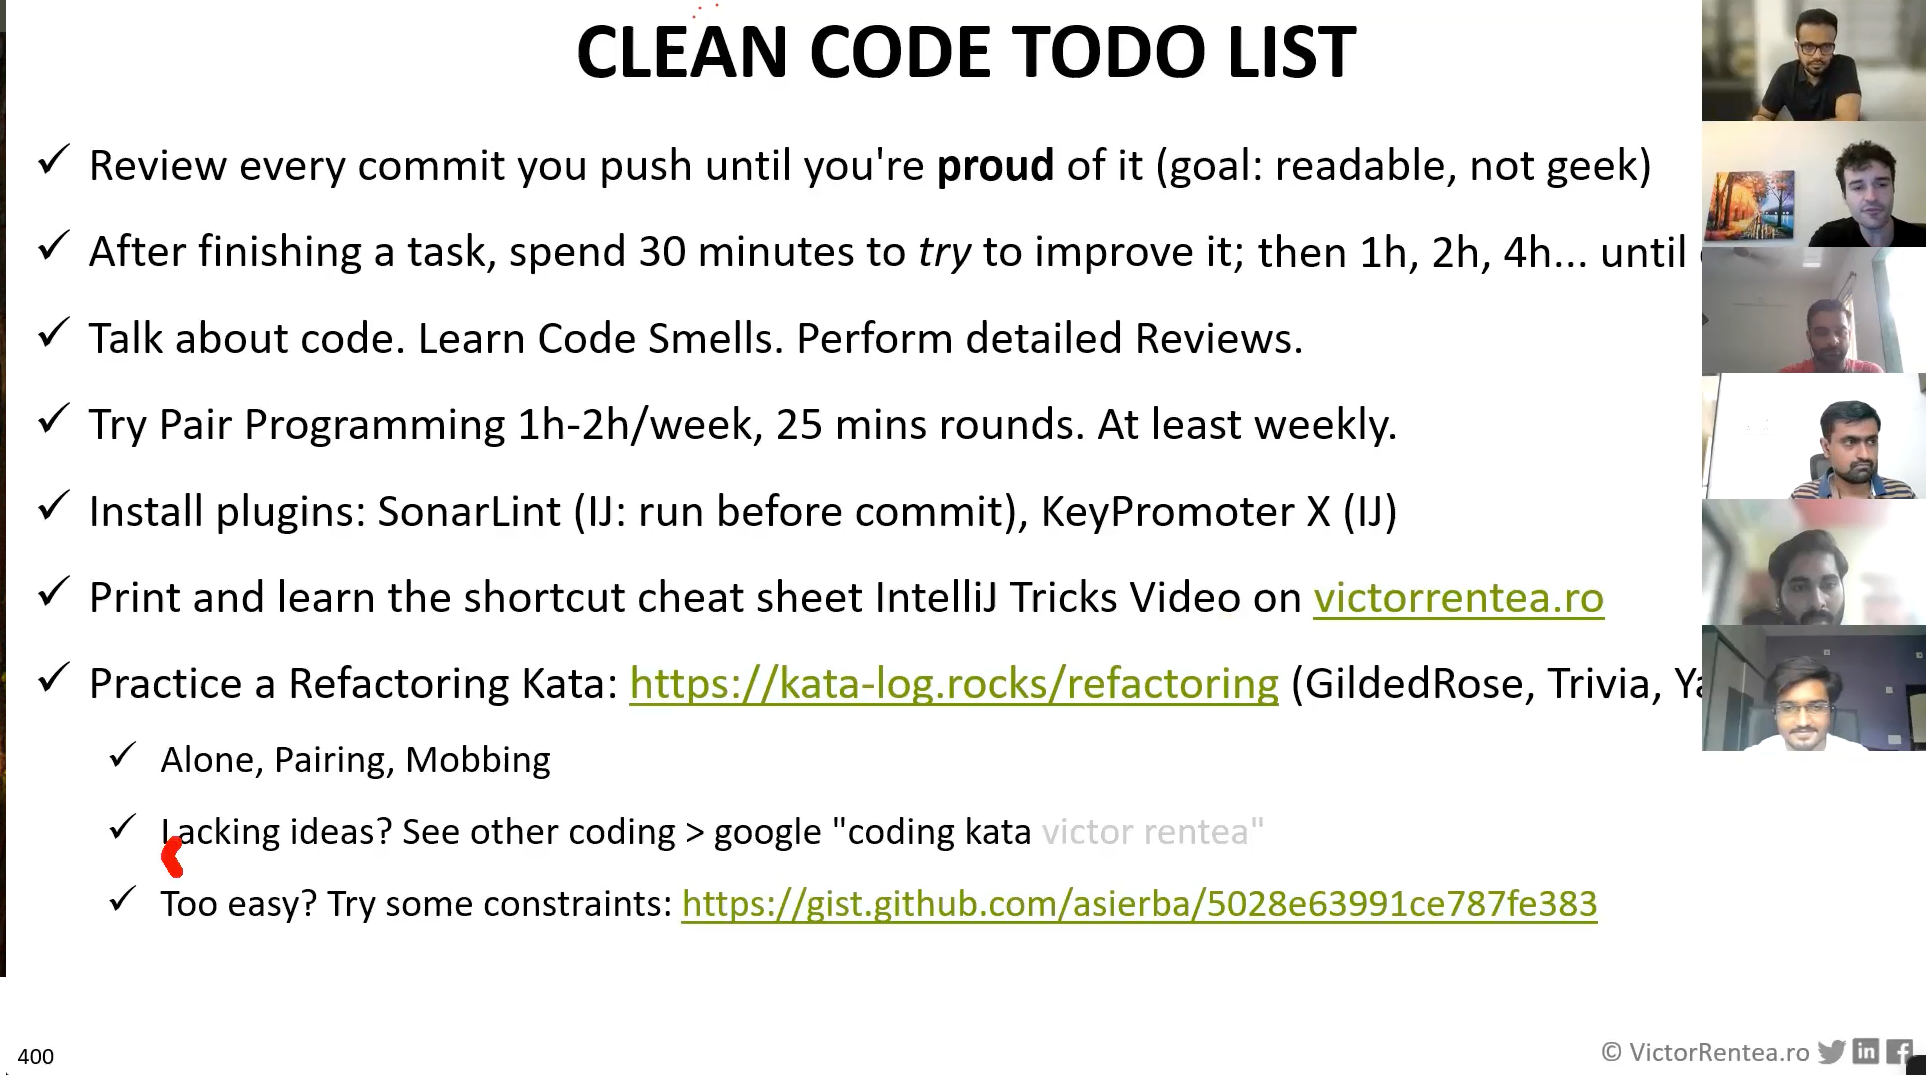 CLEAN CODE TODO LIST
Review every commit you push until you're proud of it (goal: readable, not geek)
After finishing a task, spend 30 minutes to try to improve it; then 1h, 2h, 4h... until
Talk about code. Learn Code Smells. Perform detailed Reviews.
Try Pair Programming 1h-2h/week, 25 mins rounds. At least weekly.
Install plugins: SonarLint (IJ: run before commit), KeyPromoter X (IJ)
Print and learn the shortcut cheat sheet IntelliJ Tricks Video on victorrentea.ro
Practice a Refactoring Kata: https://kata-log.rocks/refactoring (GildedRose, Trivia,
Alone, Pairing, Mobbing
Lacking ideas? See other coding > google "coding kata victor rentea"
Too easy? Try some constraints: https://gist.github.com/asierba/5028e63991ce787fe383
400
© VictorRentea.ro